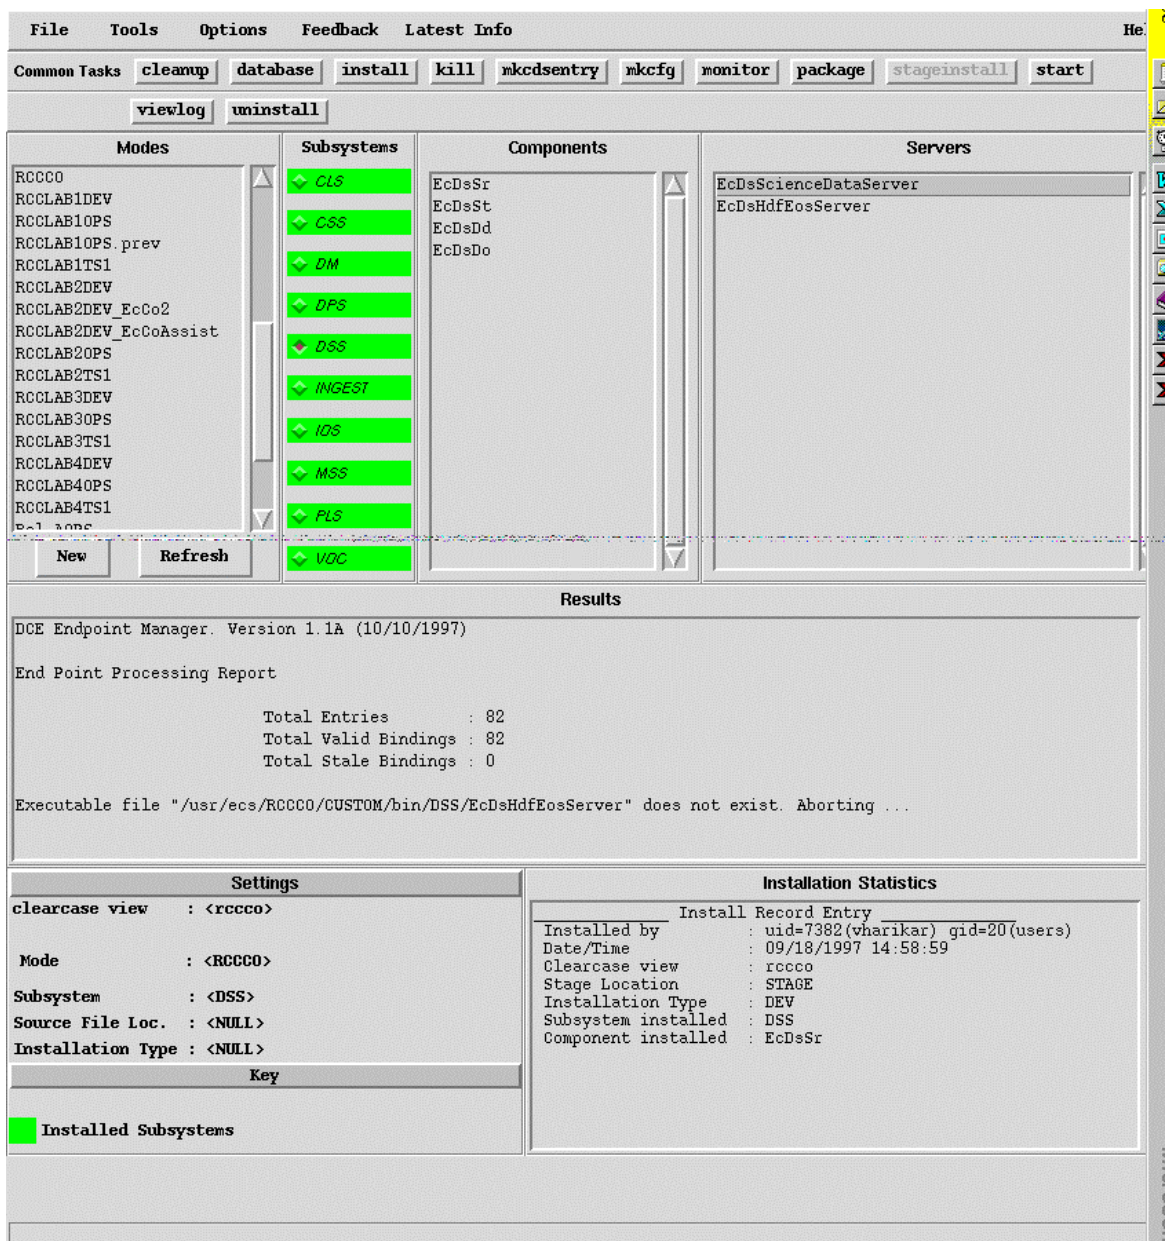 File Tools Options Feedback Latest Info Hel
Common Tasks cleanup database install kill mkcdsentry mkcfg monitor package stageinstall start
viewlog uninstall
Modes
RCCCO
RCCLAB1DEV
RCCLAB1OPS
RCCLAB1OPS.prev
RCCLAB1TS1
RCCLAB2DEV
RCCLAB2DEV_EcCo2
RCCLAB2DEV_EcCoAssist
RCCLAB2OPS
RCCLAB2TS1
RCCLAB3DEV
RCCLAB3OPS
RCCLAB3TS1
RCCLAB4DEV
RCCLAB4OPS
RCCLAB4TS1
New Refresh
Subsystems
CLS
CSS
DM
DPS
DSS
INGEST
IOS
MSS
PLS
VOC
Components
EcDsSr
EcDsSt
EcDsDd
EcDsDo
Servers
EcDsScienceDataServer
EcDsHdfEosServer
Results
DCE Endpoint Manager. Version 1.1A (10/10/1997)
End Point Processing Report
Total Entries : 82
Total Valid Bindings : 82
Total Stale Bindings : 0
Executable file "/usr/ecs/RCCCO/CUSTOM/bin/DSS/EcDsHdfEosServer" does not exist. Aborting ...
Settings
clearcase view : <rccco>
Mode : <RCCCO>
Subsystem : <DSS>
Source File Loc. : <NULL>
Installation Type : <NULL>
Key
Installed Subsystems
Installation Statistics
__________ Install Record Entry __________
Installed by : uid=7382(vharikar) gid=20(users)
Date/Time : 09/18/1997 14:58:59
Clearcase view : rccco
Stage Location : STAGE
Installation Type : DEV
Subsystem installed : DSS
Component installed : EcDsSr